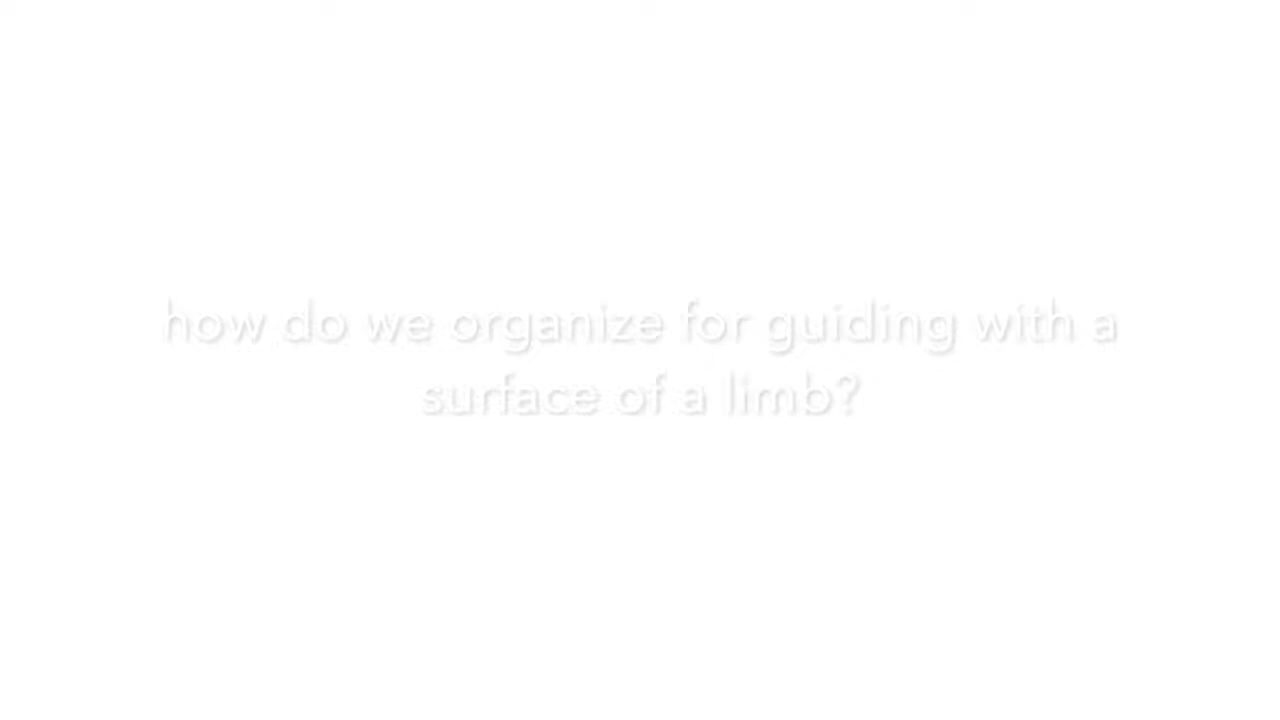 how do we organize for guiding with a
surface of a limb?